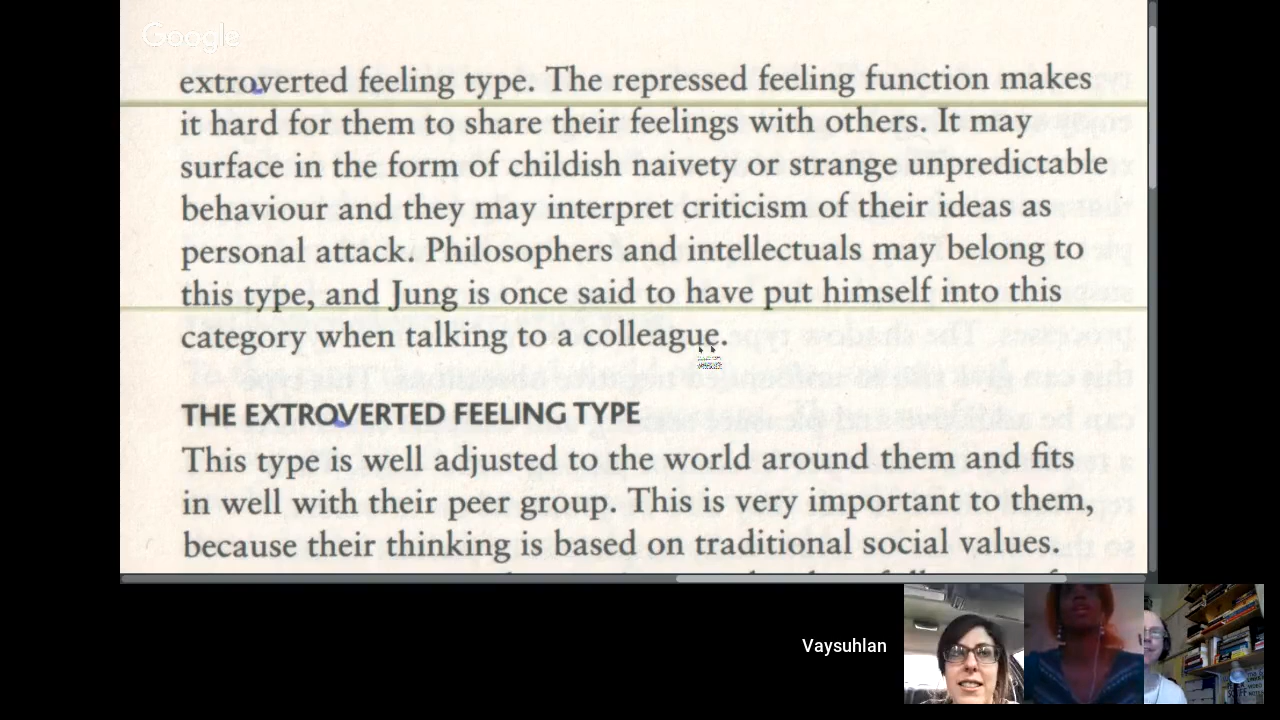 Google
extroverted feeling type. The repressed feeling function makes
it hard for them to share their feelings with others. It may
surface in the form of childish naivety or strange unpredictable
behaviour and they may interpret criticism of their ideas as
personal attack. Philosophers and intellectuals may belong to
this type, and Jung is once said to have put himself into this
category when talking to a colleague.
THE EXTROVERTED FEELING TYPE
This type is well adjusted to the world around them and fits
in well with their peer group. This is very important to them,
because their thinking is based on traditional social values.
Vaysuhlan